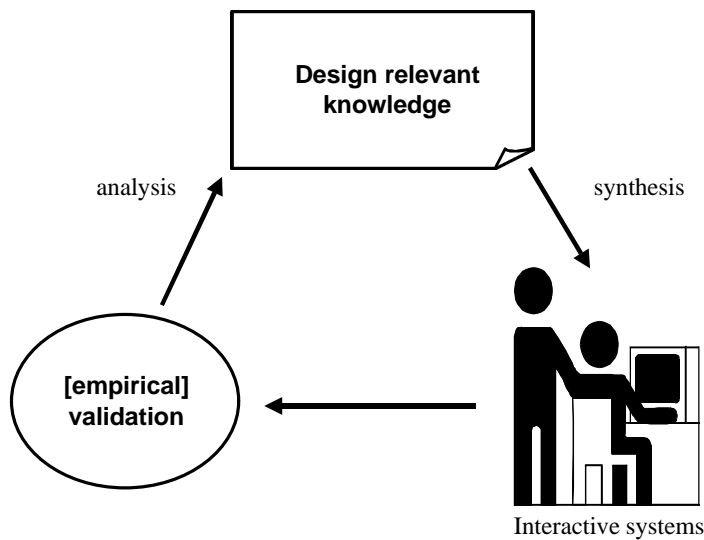 Design relevant
knowledge
analysis
synthesis
[empirical]
validation
Interactive systems